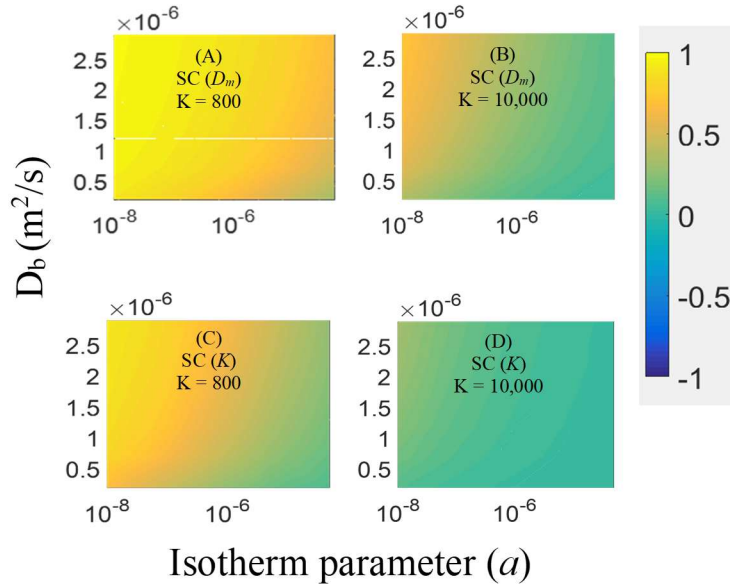 ×10⁻⁶
2.5
2
1.5
1
0.5
(A)
SC (Dₘ)
K = 800
10⁻⁸
10⁻⁶
(B)
SC (Dₘ)
K = 10,000
10⁻⁸
10⁻⁶
1
0.5
0
-0.5
-1
D_b (m²/s)
×10⁻⁶
2.5
2
1.5
1
0.5
(C)
SC (K)
K = 800
10⁻⁸
10⁻⁶
×10⁻⁶
2.5
2
1.5
1
0.5
(D)
SC (K)
K = 10,000
10⁻⁸
10⁻⁶
×10⁻⁶
2.5
2
1.5
1
0.5
Isotherm parameter (a)